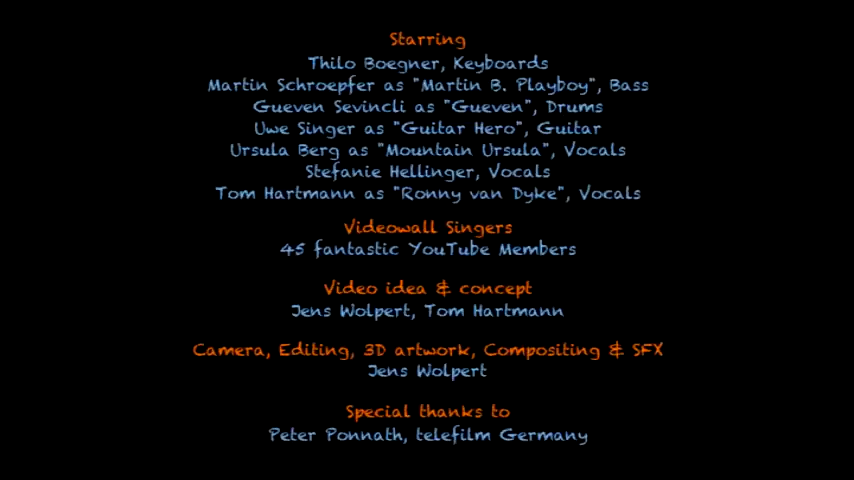 Starring
Thilo Boegner, Keyboards
Martin Schroepfer as "Martin B. Playboy", Bass
Gueven Sevincli as "Gueven", Drums
Uwe Singer as "Guitar Hero", Guitar
Ursula Berg as "Mountain Ursula", Vocals
Stefanie Hellinger, Vocals
Tom Hartmann as "Ronny van Dyke", Vocals
Videowall Singers
45 fantastic YouTube Members
Video idea & concept
Jens Wolpert, Tom Hartmann
Camera, Editing, 3D artwork, Compositing & SFX
Jens Wolpert
Special thanks to
Peter Ponnath, telefilm Germany